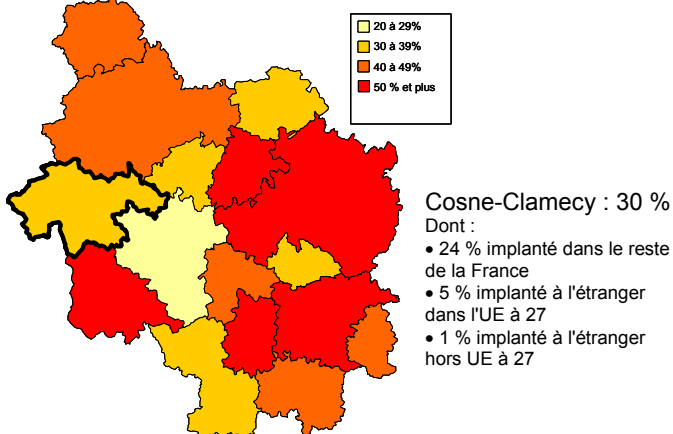 20 à 29%
30 à 39%
40 à 49%
50 % et plus
Cosne-Clamecy : 30 %
Dont :
• 24 % implanté dans le reste
de la France
• 5 % implanté à l'étranger
dans l'UE à 27
• 1 % implanté à l'étranger
hors UE à 27